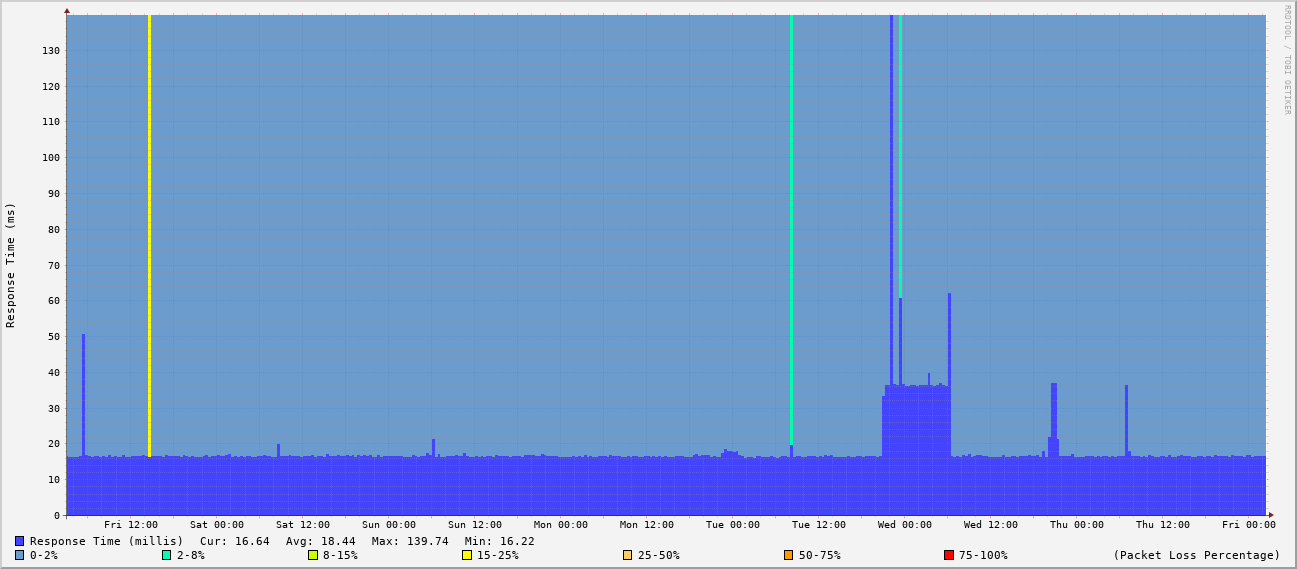 RRDTOOL / TOBI OETIKER
Response Time (ms)
130
120
110
100
90
80
70
60
50
40
30
20
10
0
Fri 12:00 Sat 00:00 Sat 12:00 Sun 00:00 Sun 12:00 Mon 00:00 Mon 12:00 Tue 00:00 Tue 12:00 Wed 00:00 Wed 12:00 Thu 00:00 Thu 12:00 Fri 00:00
Response Time (millis) Cur: 16.64 Avg: 18.44 Max: 139.74 Min: 16.22
0-2% 2-8% 8-15% 15-25% 25-50% 50-75% 75-100% (Packet Loss Percentage)